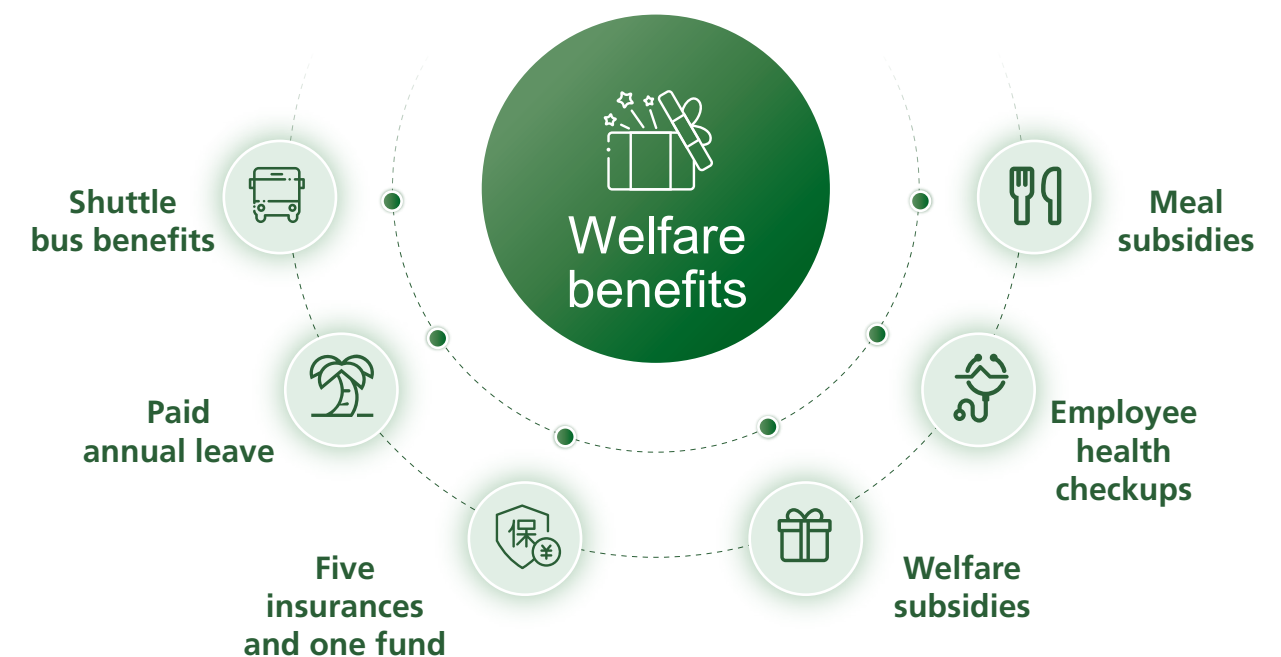 Welfare
benefits
Shuttle
bus benefits
Paid
annual leave
Five
insurances
and one fund
保
¥
Welfare
subsidies
Employee
health
checkups
Meal
subsidies